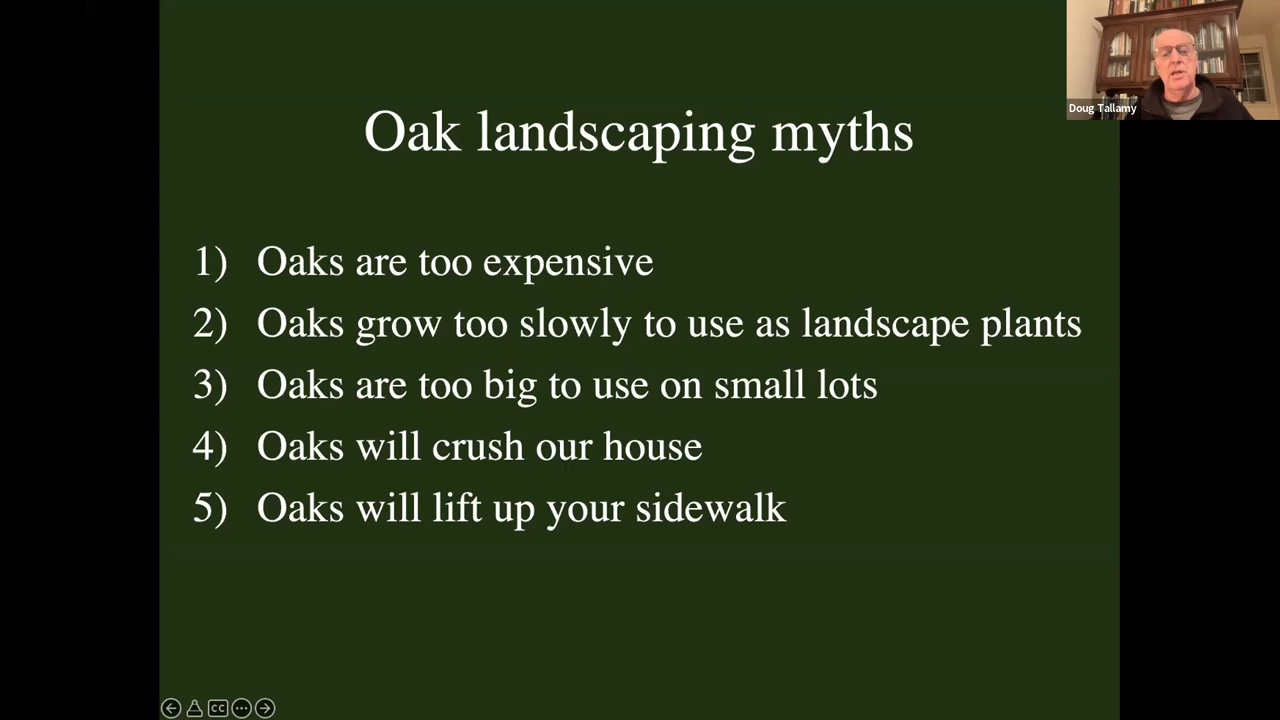 Oak landscaping myths
1) Oaks are too expensive
2) Oaks grow too slowly to use as landscape plants
3) Oaks are too big to use on small lots
4) Oaks will crush our house
5) Oaks will lift up your sidewalk
Doug Tallamy
CC